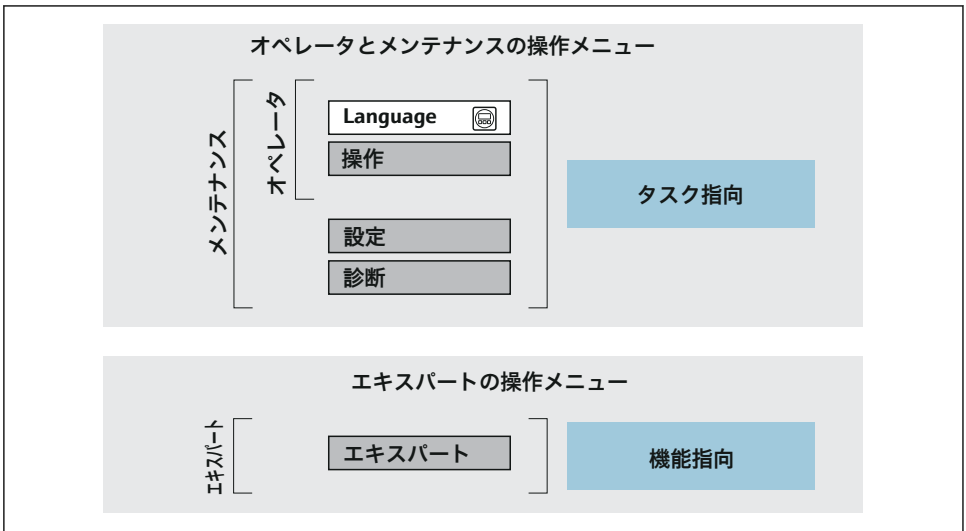 オペレータとメンテナンスの操作メニュー
メンテナンス
オペレータ
Language
操作
設定
診断
タスク指向
エキスパートの操作メニュー
エキスパート
エキスパート
機能指向